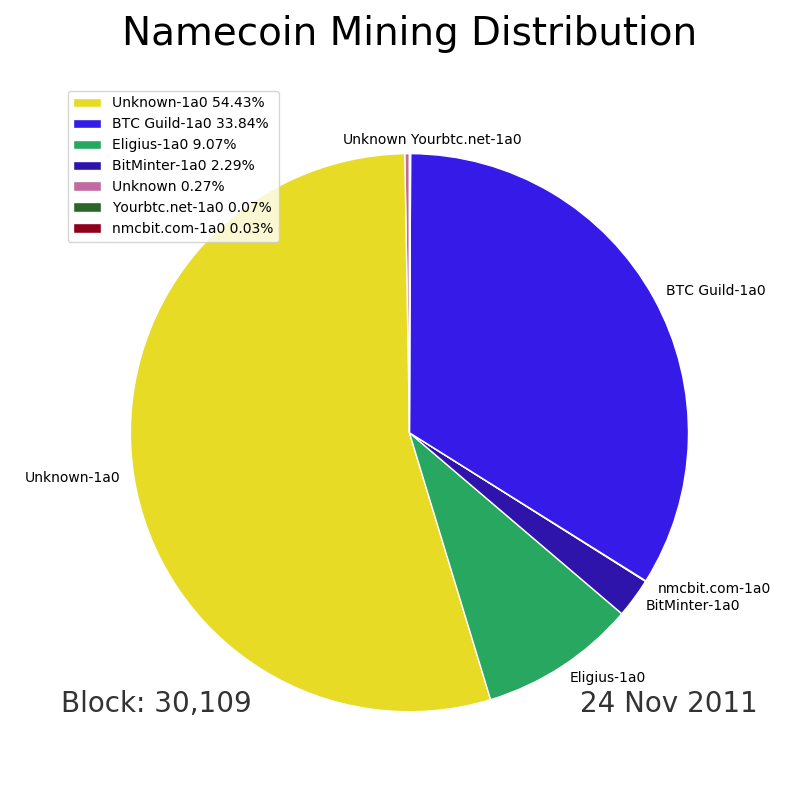 Namecoin Mining Distribution
Unknown-1a0 54.43%
BTC Guild-1a0 33.84%
Eligius-1a0 9.07%
BitMinter-1a0 2.29%
Unknown 0.27%
Yourbtc.net-1a0 0.07%
nmcbit.com-1a0 0.03%
Unknown Yourbtc.net-1a0
BTC Guild-1a0
Unknown-1a0
nmcbit.com-1a0
BitMinter-1a0
Eligius-1a0
Block: 30,109
24 Nov 2011